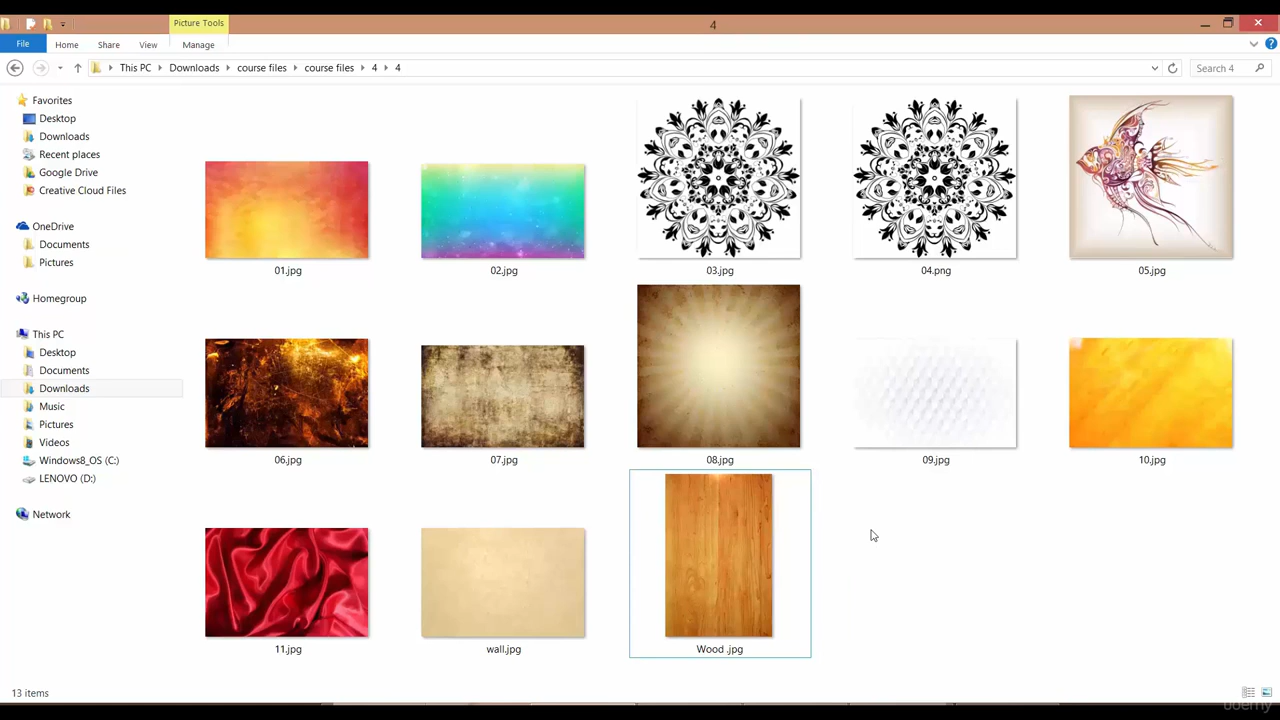 Picture Tools
4
File
Home
Share
View
Manage
This PC
Downloads
course files
course files
4
4
Search 4
Favorites
Desktop
Downloads
Recent places
Google Drive
Creative Cloud Files
OneDrive
Documents
Pictures
Homegroup
This PC
Desktop
Documents
Downloads
Music
Pictures
Videos
Windows8_OS (C:)
LENOVO (D:)
Network
01.jpg
02.jpg
03.jpg
04.png
05.jpg
06.jpg
07.jpg
08.jpg
09.jpg
10.jpg
11.jpg
wall.jpg
Wood .jpg
13 items
udemy